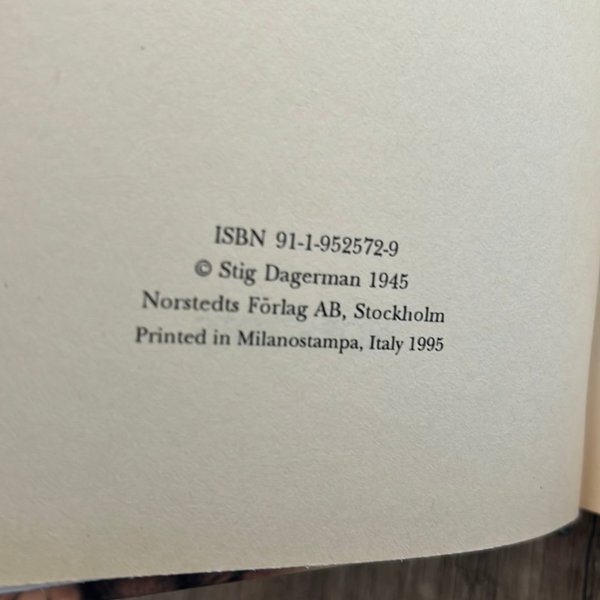 ISBN 91-1-952572-9
© Stig Dagerman 1945
Norstedts Förlag AB, Stockholm
Printed in Milanostampa, Italy 1995